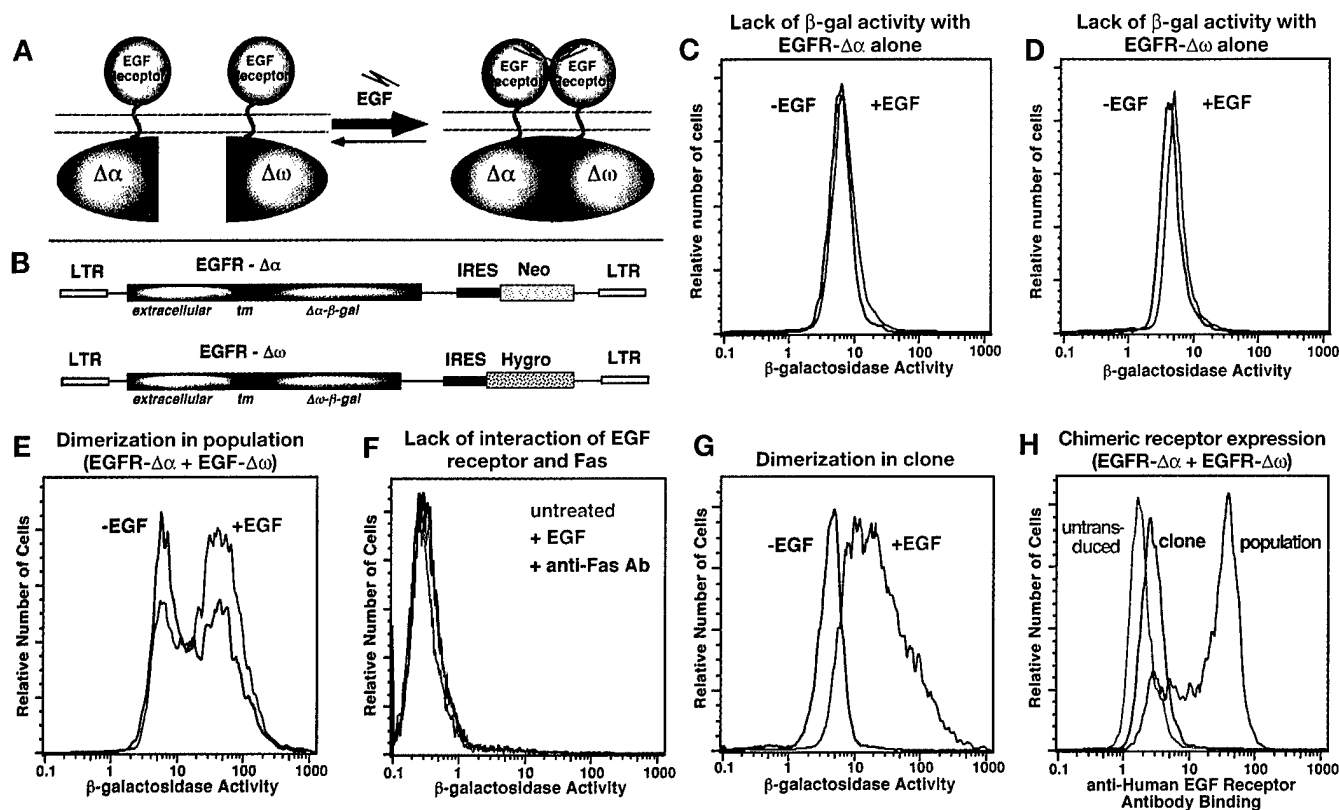 A
EGF
Receptor
EGF
Receptor
EGF
EGF
Receptor
EGF
Receptor
Δα
Δω
Δα
Δω
B
LTR
EGFR - Δα
IRES
Neo
LTR
extracellular
tm
Δα-β-gal
LTR
EGFR - Δω
IRES
Hygro
LTR
extracellular
tm
Δω-β-gal
C
Lack of β-gal activity with
EGFR-Δα alone
-EGF
+EGF
Relative number of cells
0.1 1 10 100 1000
β-galactosidase Activity
D
Lack of β-gal activity with
EGFR-Δω alone
-EGF
+EGF
Relative Number of cells
0.1 1 10 100 1000
β-galactosidase Activity
E
Dimerization in population
(EGFR-Δα + EGF-Δω)
-EGF
+EGF
Relative Number of Cells
0.1 1 10 100 1000
β-galactosidase Activity
F
Lack of interaction of EGF
receptor and Fas
untreated
+ EGF
+ anti-Fas Ab
Relative Number of Cells
0.1 1 10 100 1000
β-galactosidase Activity
G
Dimerization in clone
-EGF
+EGF
Relative Number of Cells
0.1 1 10 100 1000
β-galactosidase Activity
H
Chimeric receptor expression
(EGFR-Δα + EGFR-Δω)
untrans-
duced
clone
population
Relative Number of Cells
0.1 1 10 100 1000
anti-Human EGF Receptor
Antibody Binding